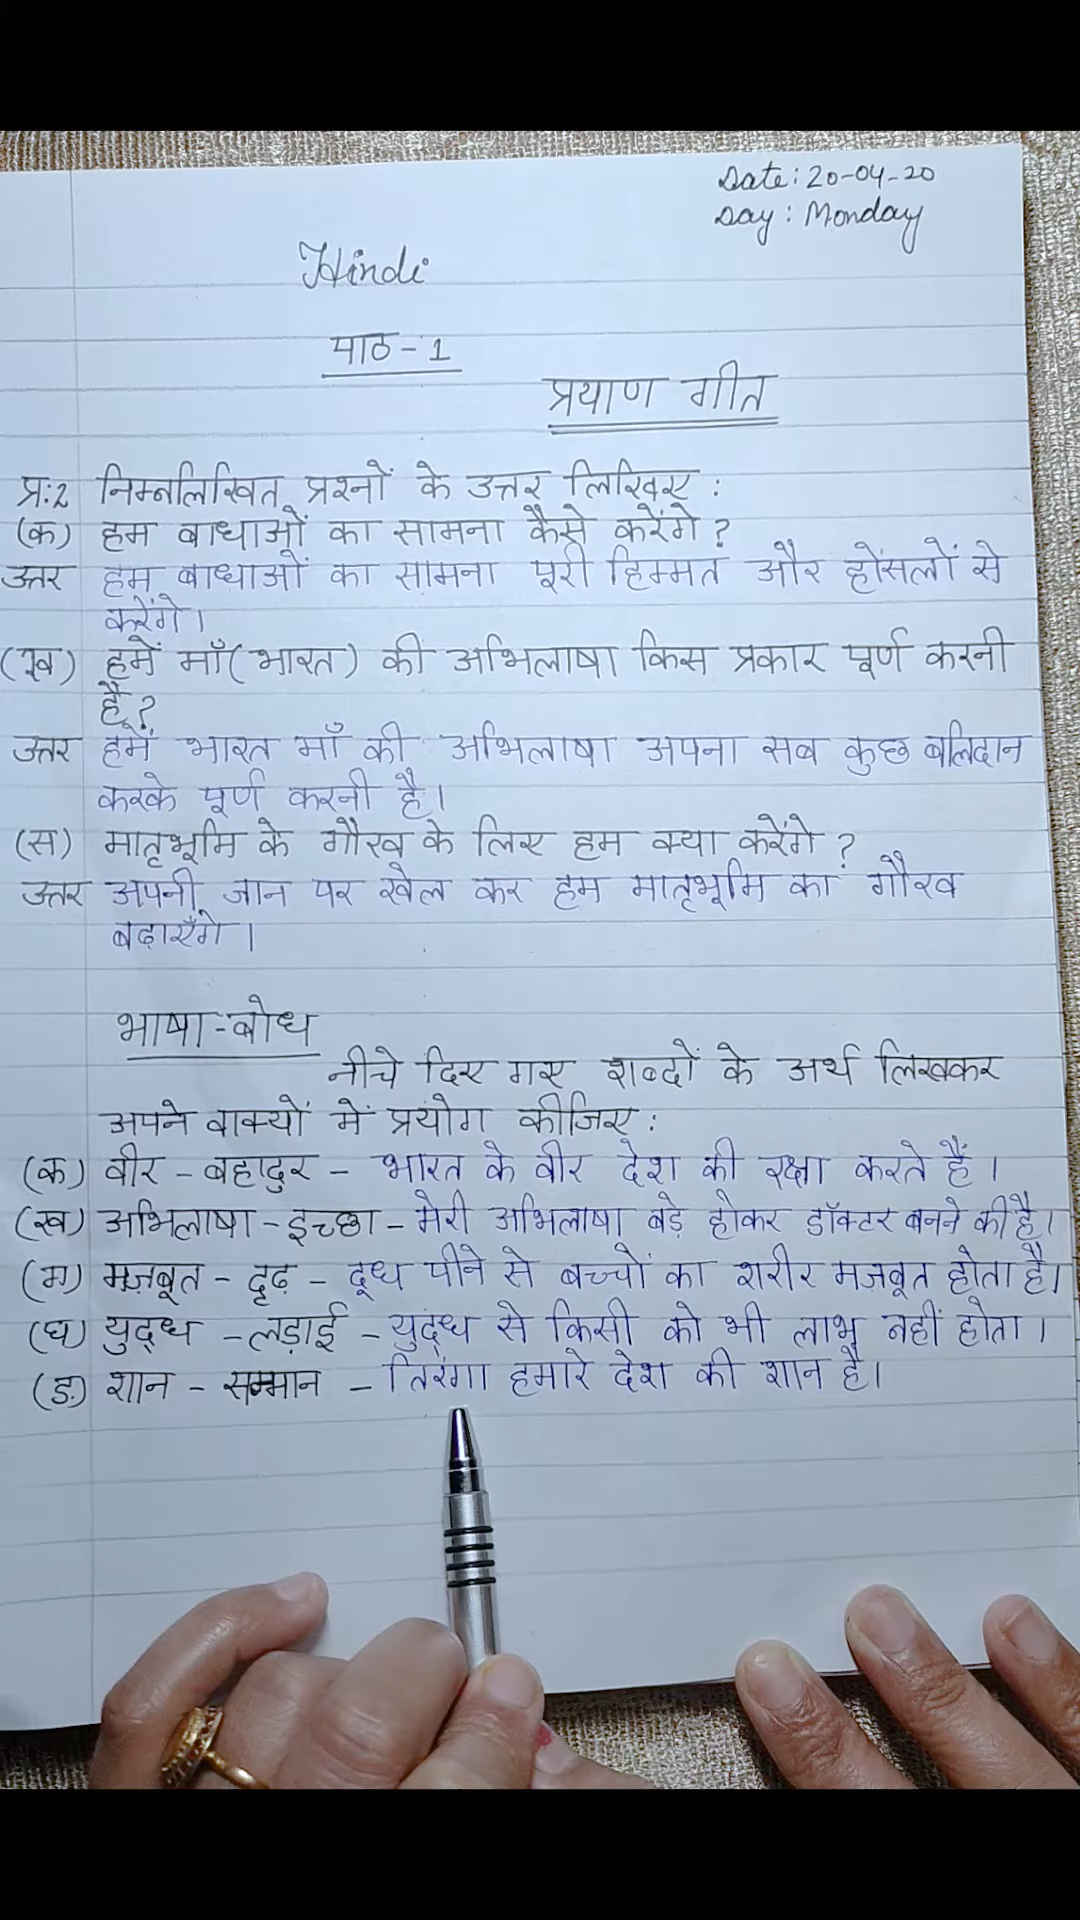 Date: 20-04-20
Day: Monday
Hindi
पाठ - 1
प्रयाण गीत
प्र:2 निम्नलिखित प्रश्नों के उत्तर लिखिए :
(क) हम बाधाओं का सामना कैसे करेंगे ?
उत्तर हम बाधाओं का सामना पूरी हिम्मत और होंसलों से
करेंगे।
(ख) हमें माँ (भारत) की अभिलाषा किस प्रकार पूर्ण करनी
है ?
उत्तर हमें भारत माँ की अभिलाषा अपना सब कुछ बलिदान
करके पूर्ण करनी है।
(स) मातृभूमि के गौरव के लिए हम क्या करेंगे ?
उत्तर अपनी जान पर खेल कर हम मातृभूमि का गौरव
बढ़ाएँगे।
भाषा-बोध
नीचे दिए गए शब्दों के अर्थ लिखकर
अपने वाक्यों में प्रयोग कीजिए :
(क) वीर - बहादुर - भारत के वीर देश की रक्षा करते हैं।
(ख) अभिलाषा - इच्छा - मेरी अभिलाषा बड़े होकर डॉक्टर बनने की है।
(ग) मज़बूत - दृढ़ - दूध पीने से बच्चों का शरीर मज़बूत होता है।
(घ) युद्ध - लड़ाई - युद्ध से किसी को भी लाभ नहीं होता।
(ङ) शान - सम्मान - तिरंगा हमारे देश की शान है।